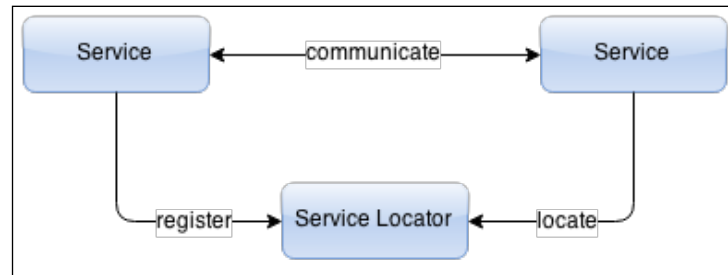 Service
communicate
Service
register
Service Locator
locate